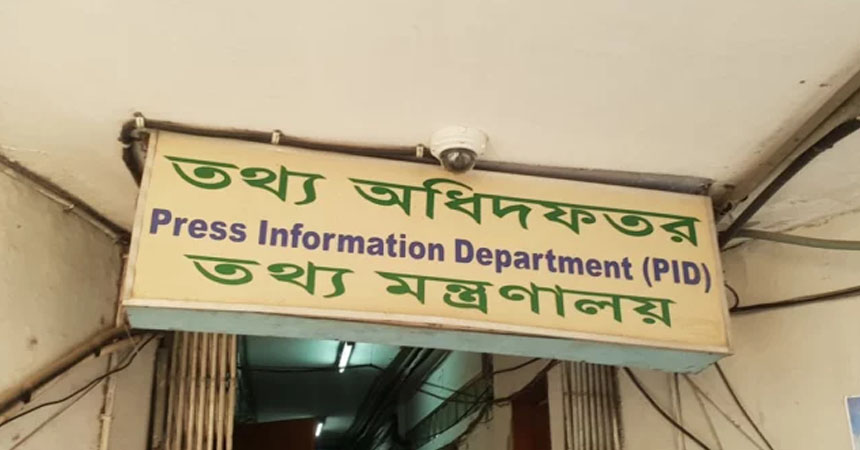 তথ্য অধিদফতর
Press Information Department (PID)
তথ্য মন্ত্রণালয়